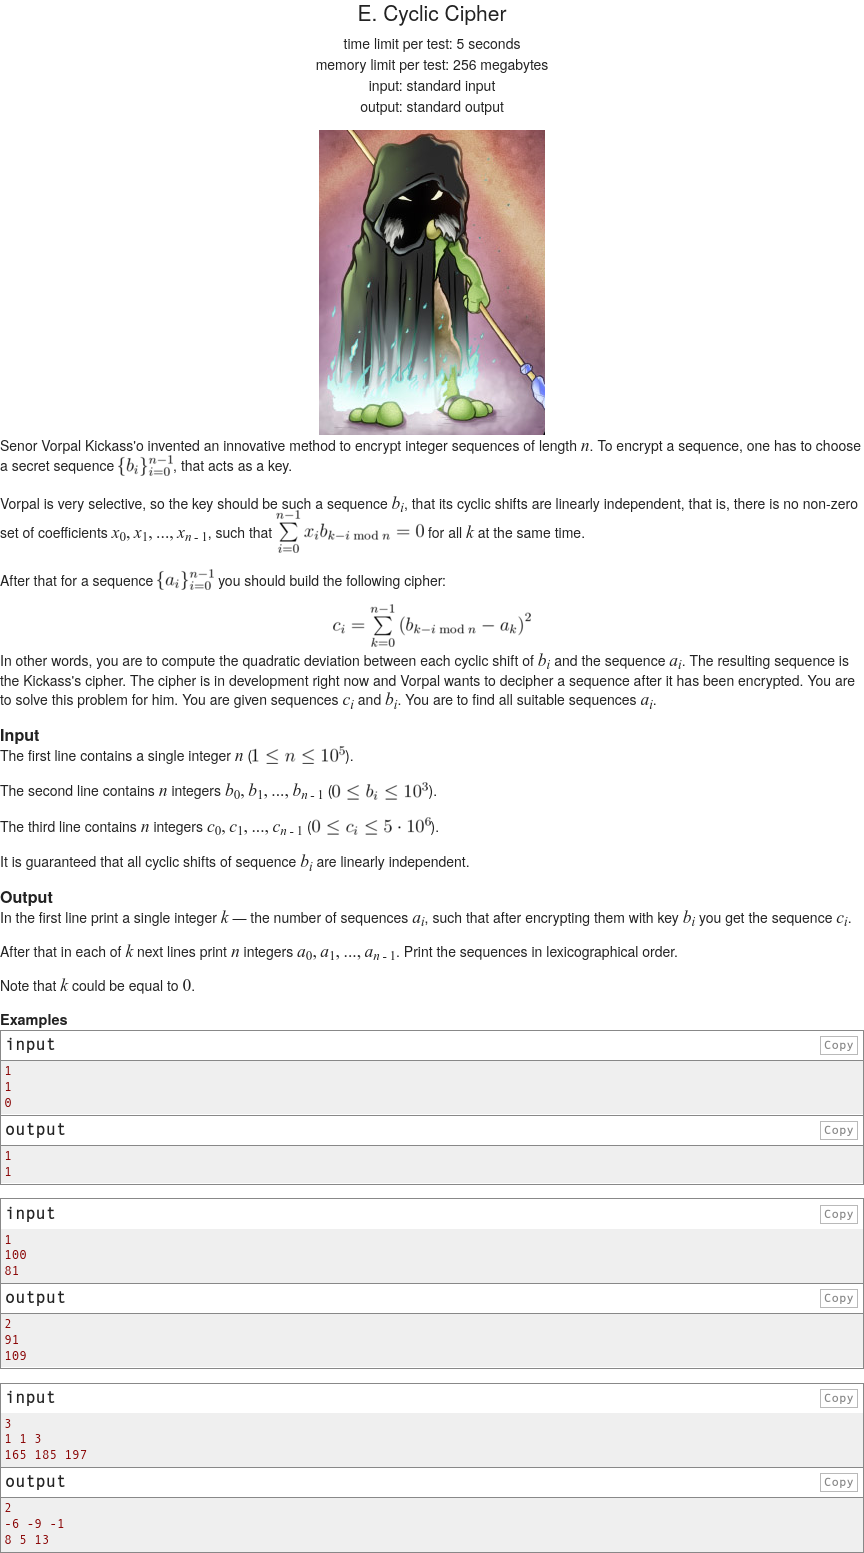 E. Cyclic Cipher
time limit per test: 5 seconds
memory limit per test: 256 megabytes
input: standard input
output: standard output
Senor Vorpal Kickass'o invented an innovative method to encrypt integer sequences of length n. To encrypt a sequence, one has to choose
a secret sequence {b_i}_{i=0}^{n-1}, that acts as a key.
Vorpal is very selective, so the key should be such a sequence b_i, that its cyclic shifts are linearly independent, that is, there is no non-zero
set of coefficients x_0, x_1, ..., x_{n - 1}, such that \sum_{i=0}^{n-1} x_i b_{k-i mod n} = 0 for all k at the same time.
After that for a sequence {a_i}_{i=0}^{n-1} you should build the following cipher:
c_i = \sum_{k=0}^{n-1} (b_{k-i mod n} − a_k)^2
In other words, you are to compute the quadratic deviation between each cyclic shift of b_i and the sequence a_i. The resulting sequence is
the Kickass's cipher. The cipher is in development right now and Vorpal wants to decipher a sequence after it has been encrypted. You are
to solve this problem for him. You are given sequences c_i and b_i. You are to find all suitable sequences a_i.
Input
The first line contains a single integer n (1 ≤ n ≤ 10^5).
The second line contains n integers b_0, b_1, ..., b_{n - 1} (0 ≤ b_i ≤ 10^3).
The third line contains n integers c_0, c_1, ..., c_{n - 1} (0 ≤ c_i ≤ 5 · 10^6).
It is guaranteed that all cyclic shifts of sequence b_i are linearly independent.
Output
In the first line print a single integer k — the number of sequences a_i, such that after encrypting them with key b_i you get the sequence c_i.
After that in each of k next lines print n integers a_0, a_1, ..., a_{n - 1}. Print the sequences in lexicographical order.
Note that k could be equal to 0.
Examples
input Copy
1
1
0
output Copy
1
1
input Copy
1
100
81
output Copy
2
91
109
input Copy
3
1 1 3
165 185 197
output Copy
2
-6 -9 -1
8 5 13